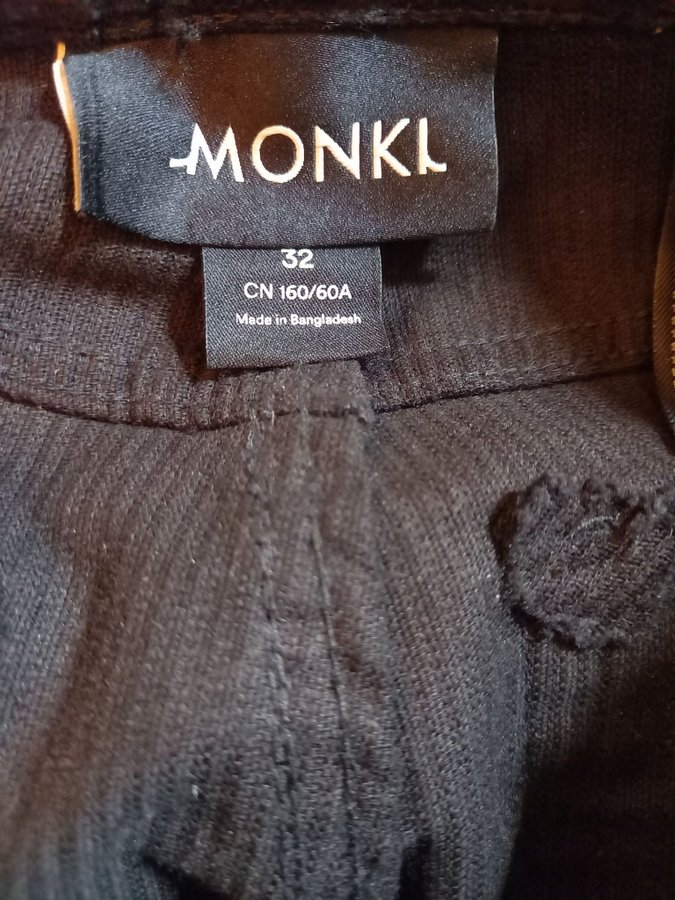 MONKI
32
CN 160/60A
Made in Bangladesh